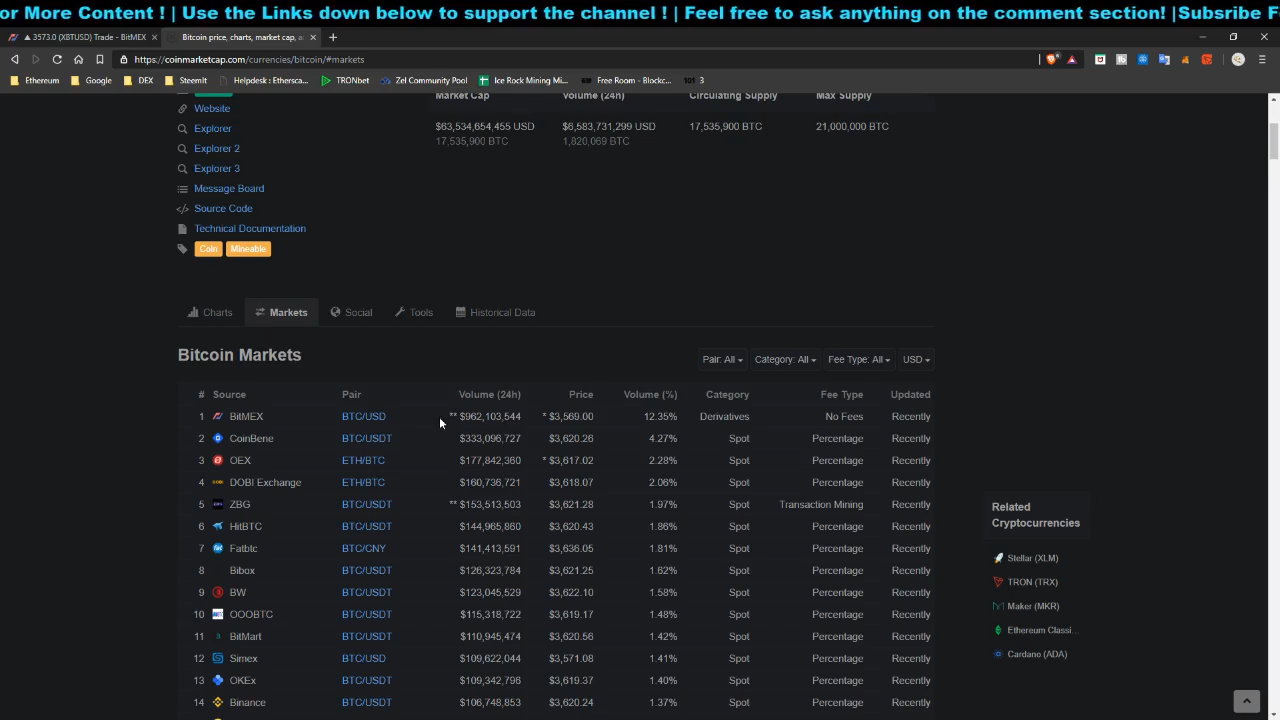 or More Content ! | Use the Links down below to support the channel ! | Feel free to ask anything on the comment section! |Subsribe F
▲ 3573.0 (XBTUSD) Trade - BitMEX
Bitcoin price, charts, market cap, a
https://coinmarketcap.com/currencies/bitcoin/#markets
Ethereum Google DEX SteemIt Helpdesk : Ethersca... TRONbet Zel Community Pool Ice Rock Mining Mi... Free Room - Blockc... 101 3
Market Cap Volume (24h) Circulating Supply Max Supply
Website
$63,534,654,455 USD $6,583,731,299 USD 17,535,900 BTC 21,000,000 BTC
17,535,900 BTC 1,820,069 BTC
Explorer
Explorer 2
Explorer 3
Message Board
Source Code
Technical Documentation
Coin Mineable
Charts Markets Social Tools Historical Data
Bitcoin Markets
Pair: All Category: All Fee Type: All USD
# Source Pair Volume (24h) Price Volume (%) Category Fee Type Updated
1 BitMEX BTC/USD ** $962,103,544 * $3,569.00 12.35% Derivatives No Fees Recently
2 CoinBene BTC/USDT $333,096,727 $3,620.26 4.27% Spot Percentage Recently
3 OEX ETH/BTC $177,842,360 * $3,617.02 2.28% Spot Percentage Recently
4 DOBI Exchange ETH/BTC $160,736,721 $3,618.07 2.06% Spot Percentage Recently
5 ZBG BTC/USDT ** $153,513,503 $3,621.28 1.97% Spot Transaction Mining Recently
6 HitBTC BTC/USDT $144,965,860 $3,620.43 1.86% Spot Percentage Recently
7 Fatbtc BTC/CNY $141,413,591 $3,636.05 1.81% Spot Percentage Recently
8 Bibox BTC/USDT $126,323,784 $3,621.25 1.62% Spot Percentage Recently
9 BW BTC/USDT $123,045,529 $3,622.10 1.58% Spot Percentage Recently
10 OOOBTC BTC/USDT $115,318,722 $3,619.17 1.48% Spot Percentage Recently
11 BitMart BTC/USDT $110,945,474 $3,620.56 1.42% Spot Percentage Recently
12 Simex BTC/USD $109,622,044 $3,571.08 1.41% Spot Percentage Recently
13 OKEx BTC/USDT $109,342,796 $3,619.37 1.40% Spot Percentage Recently
14 Binance BTC/USDT $106,748,853 $3,620.24 1.37% Spot Percentage Recently
Related
Cryptocurrencies
Stellar (XLM)
TRON (TRX)
Maker (MKR)
Ethereum Classi...
Cardano (ADA)